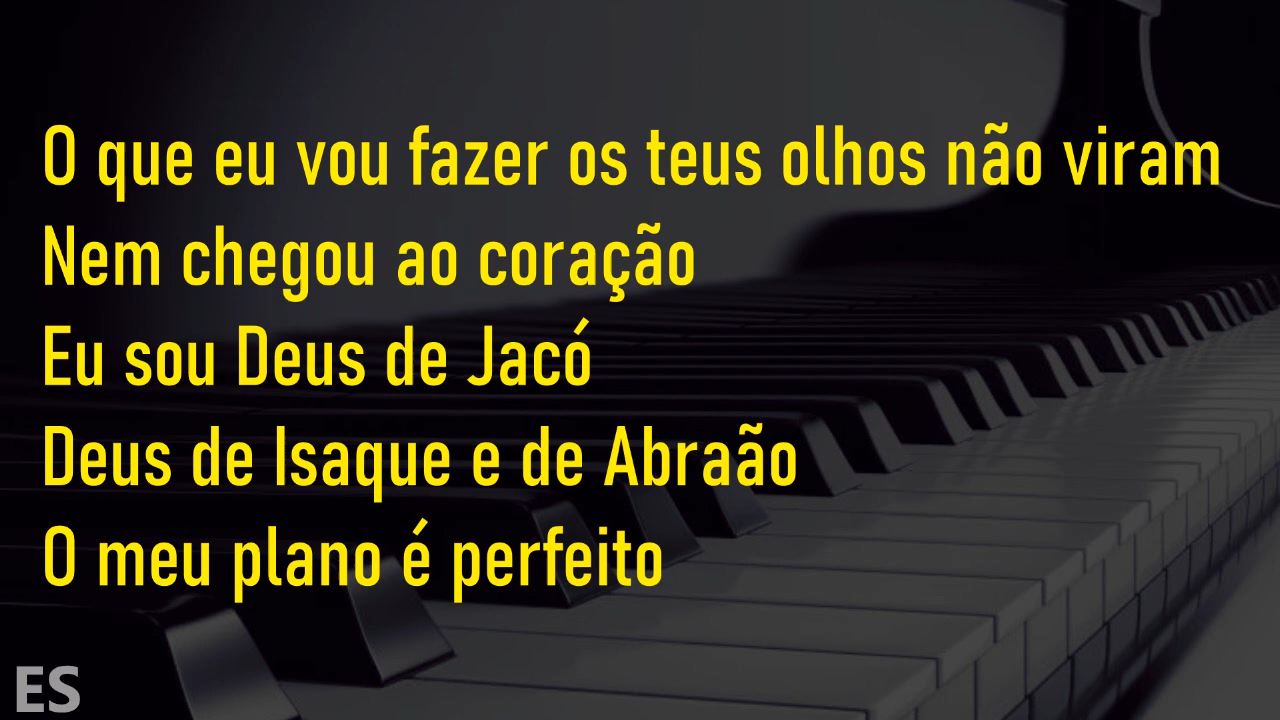 O que eu vou fazer os teus olhos não viram
Nem chegou ao coração
Eu sou Deus de Jacó
Deus de Isaque e de Abraão
O meu plano é perfeito
ES